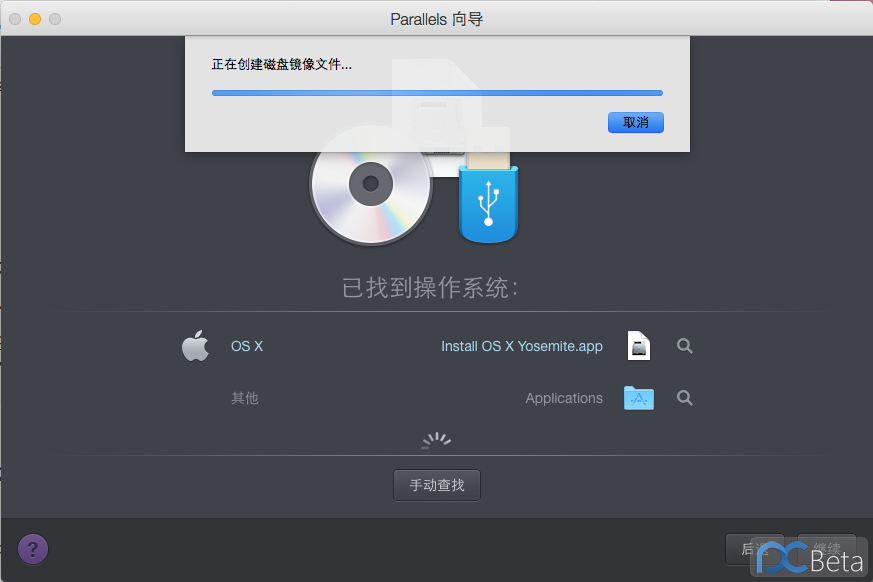 Parallels 向导
正在创建磁盘镜像文件...
取消
已找到操作系统:
OS X
Install OS X Yosemite.app
其他
Applications
手动查找
?
后退
继续
PCBeta